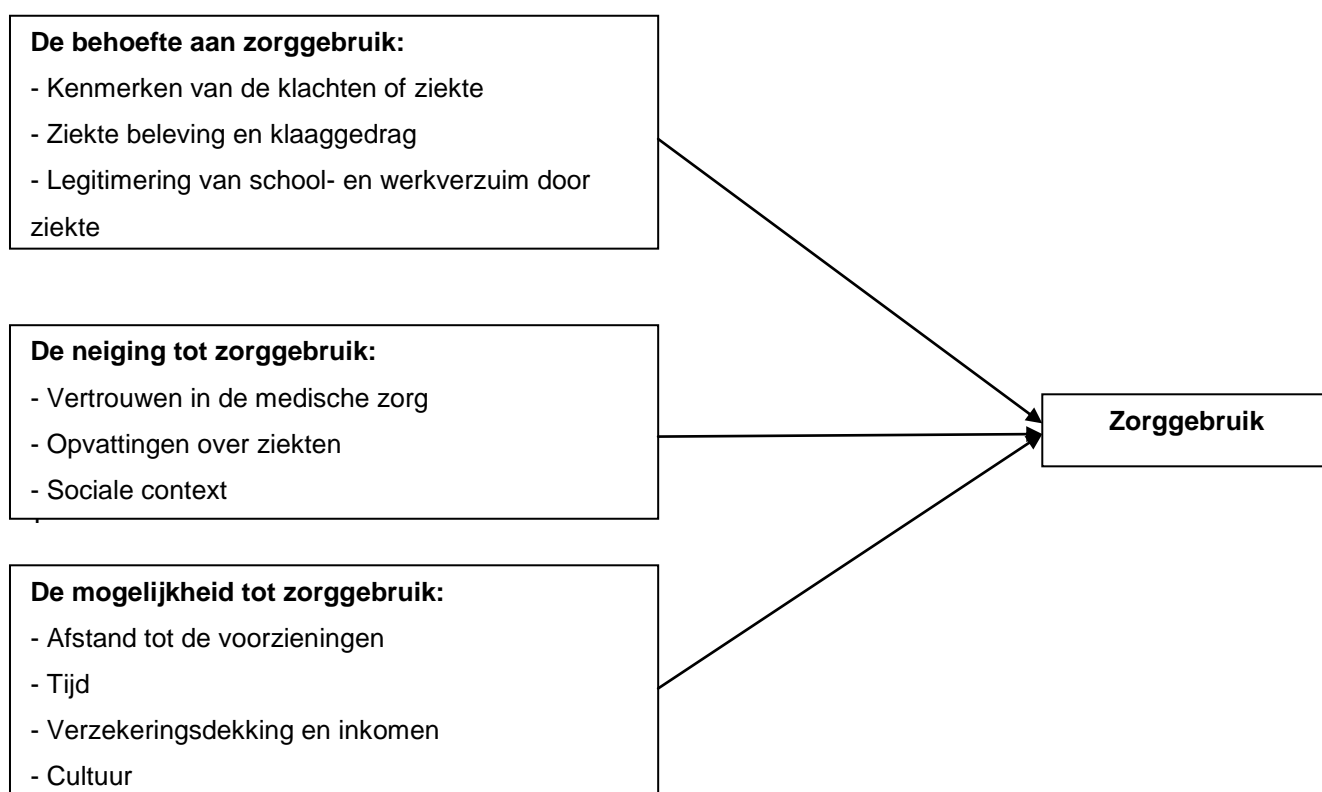 De behoefte aan zorggebruik:
- Kenmerken van de klachten of ziekte
- Ziekte beleving en klaaggedrag
- Legitimering van school- en werkverzuim door
ziekte
De neiging tot zorggebruik:
- Vertrouwen in de medische zorg
- Opvattingen over ziekten
- Sociale context
Zorggebruik
De mogelijkheid tot zorggebruik:
- Afstand tot de voorzieningen
- Tijd
- Verzekeringsdekking en inkomen
- Cultuur